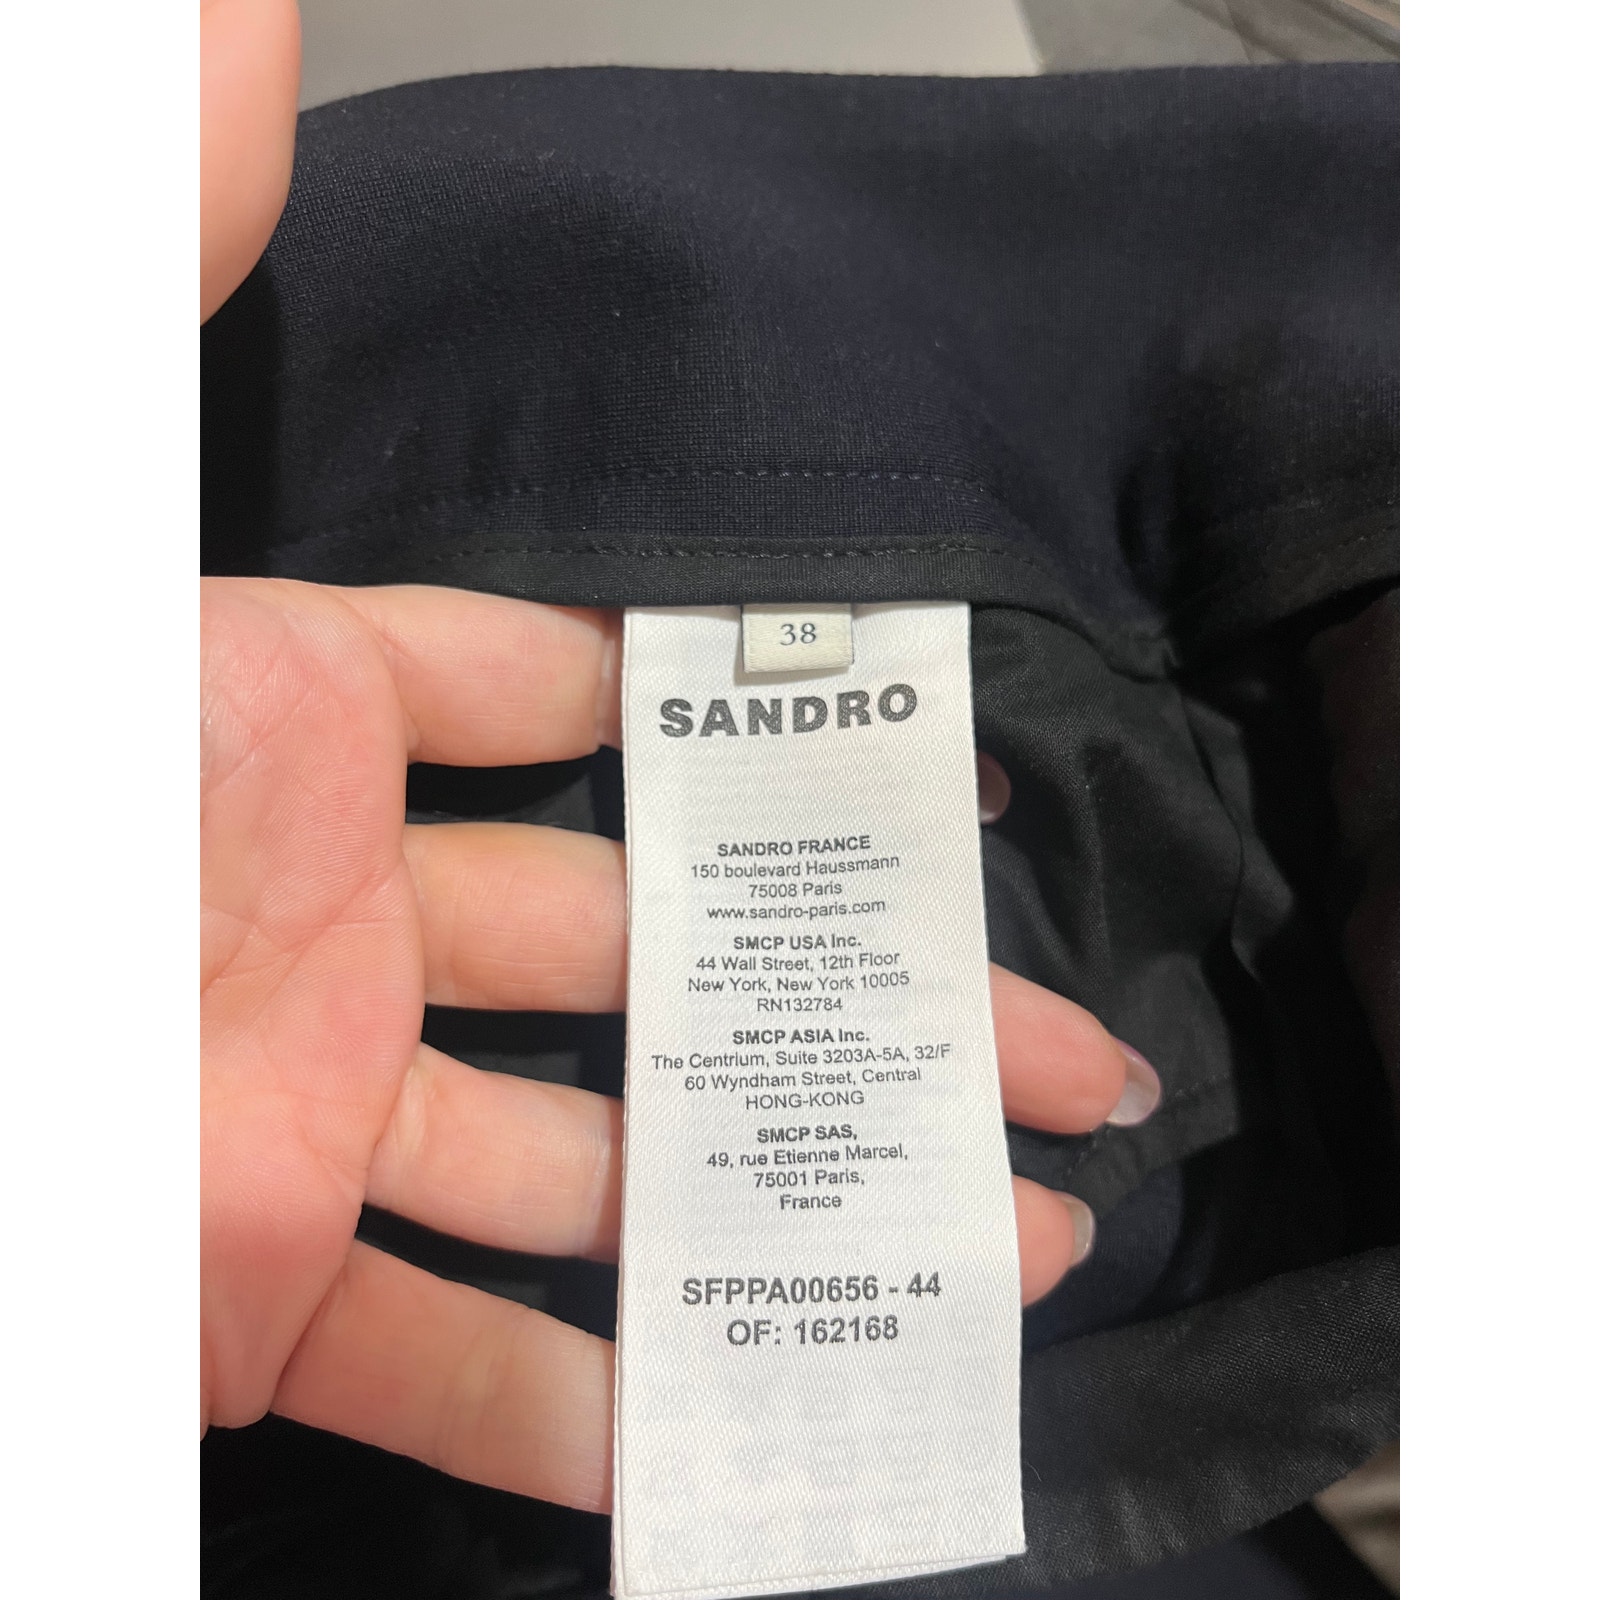 38
SANDRO
SANDRO FRANCE
150 boulevard Haussmann
75008 Paris
www.sandro-paris.com
SMCP USA Inc.
44 Wall Street, 12th Floor
New York, New York 10005
RN132784
SMCP ASIA Inc.
The Centrium, Suite 3203A-5A, 32/F
60 Wyndham Street, Central
HONG-KONG
SMCP SAS,
49, rue Etienne Marcel,
75001 Paris,
France
SFPPA00656 - 44
OF: 162168